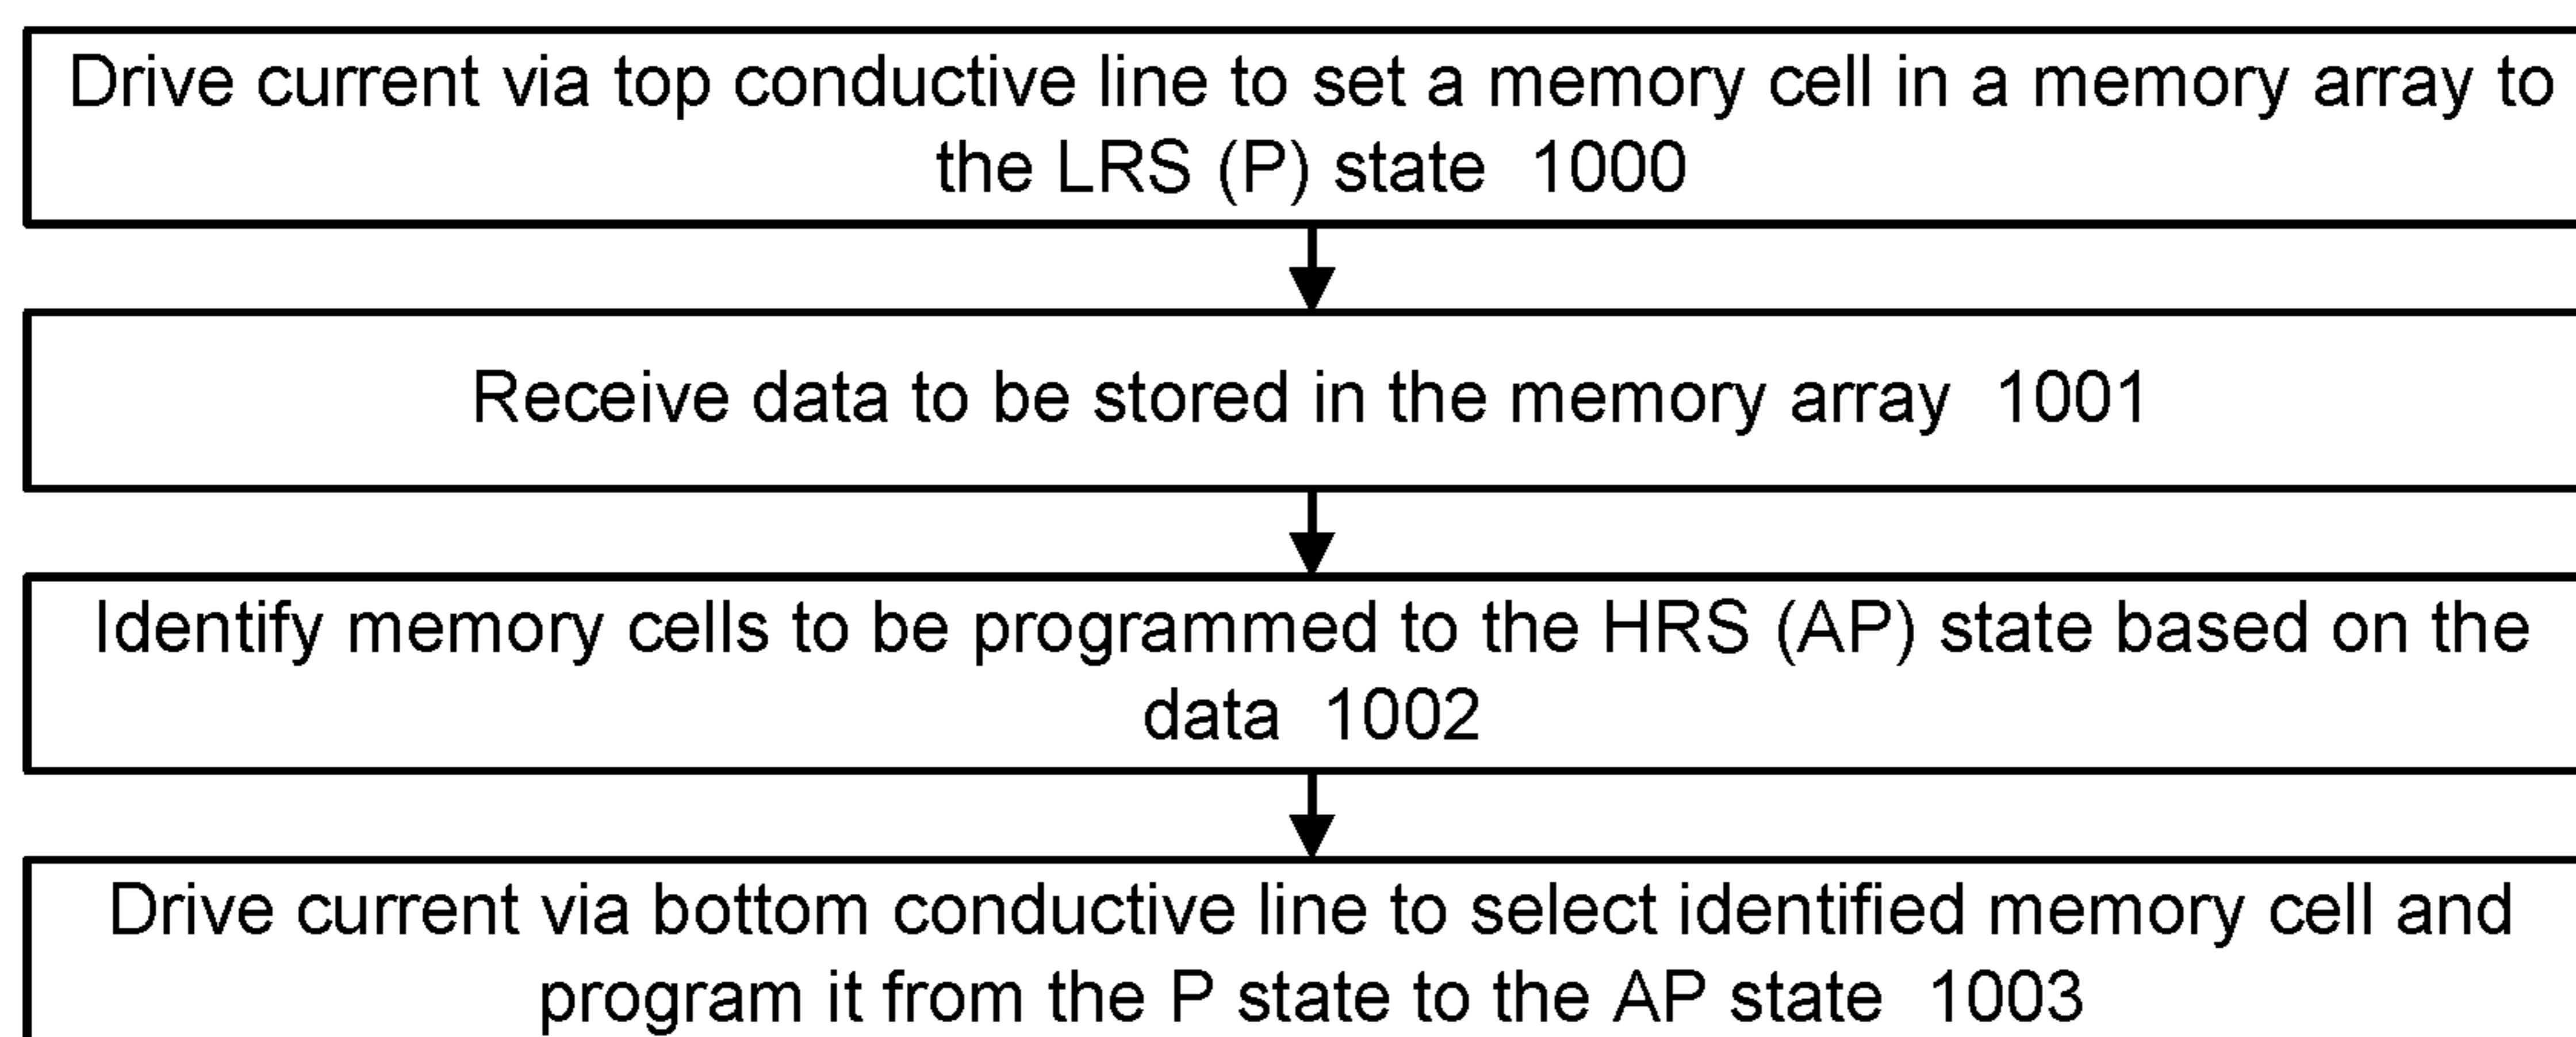 Drive current via top conductive line to set a memory cell in a memory array to
the LRS (P) state 1000
Receive data to be stored in the memory array 1001
Identify memory cells to be programmed to the HRS (AP) state based on the
data 1002
Drive current via bottom conductive line to select identified memory cell and
program it from the P state to the AP state 1003